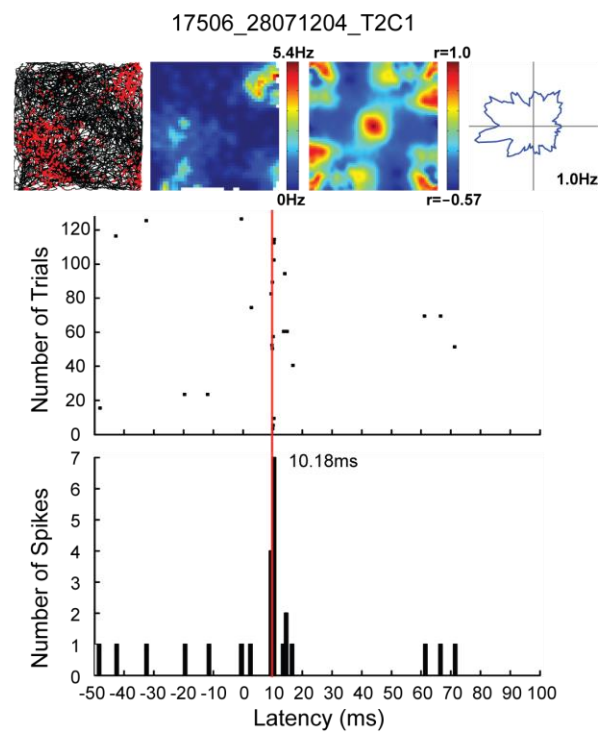 17506_28071204_T2C1
5.4Hz
r=1.0
0Hz
r=−0.57
1.0Hz
Number of Trials
120
100
80
60
40
20
0
10.18ms
Number of Spikes
7
6
5
4
3
2
1
0
-50 -40 -30 -20 -10 0 10 20 30 40 50 60 70 80 90 100
Latency (ms)